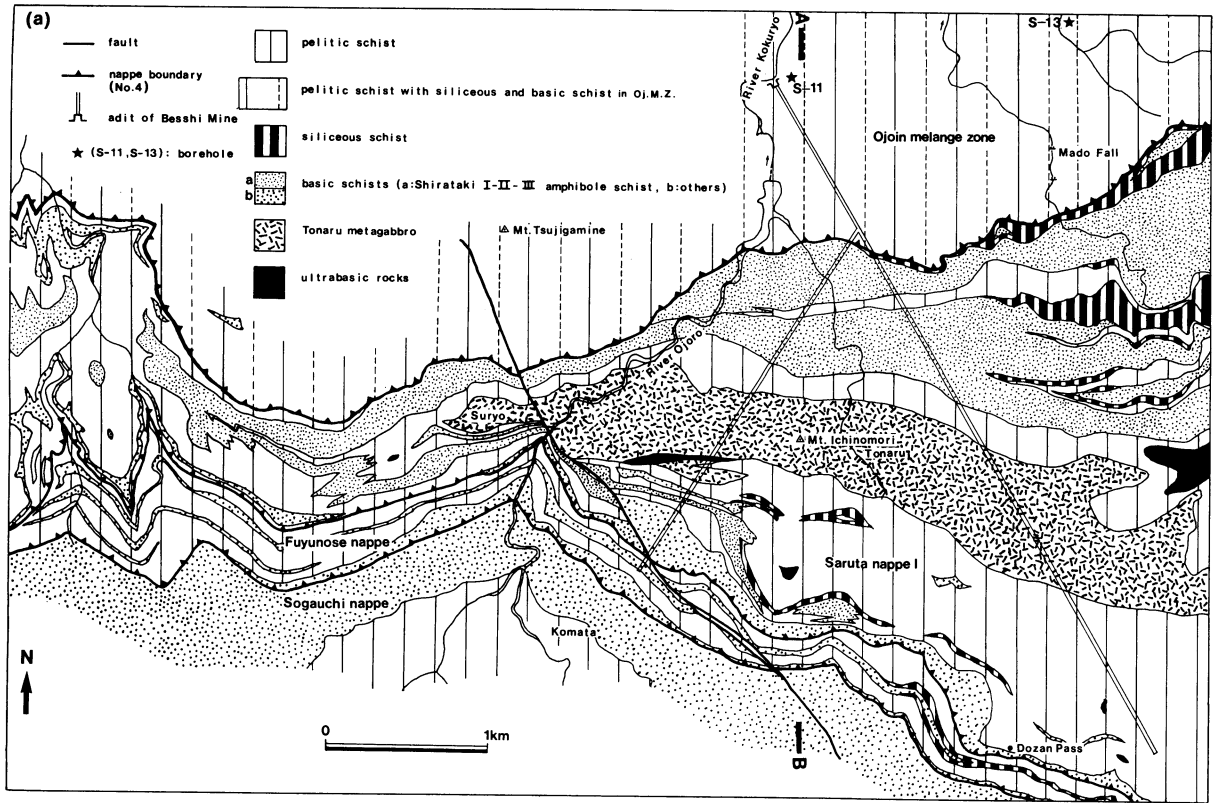 (a)
fault
nappe boundary
(No.4)
adit of Besshi Mine
★ (S-11,S-13): borehole
pelitic schist
pelitic schist with siliceous and basic schist in Oj.M.Z.
siliceous schist
a
b
basic schists (a:Shirataki I-II-III amphibole schist, b:others)
Tonaru metagabbro
ultrabasic rocks
Mt.Tsujigamine
River Kokuryo
A
S-11
S-13
Ojoin melange zone
Mado Fall
River Ojoro
Suryo
Mt. Ichinomori
Tonaru
Fuyunose nappe
Saruta nappe I
Sogauchi nappe
Komata
N
0
1km
B
Dozan Pass